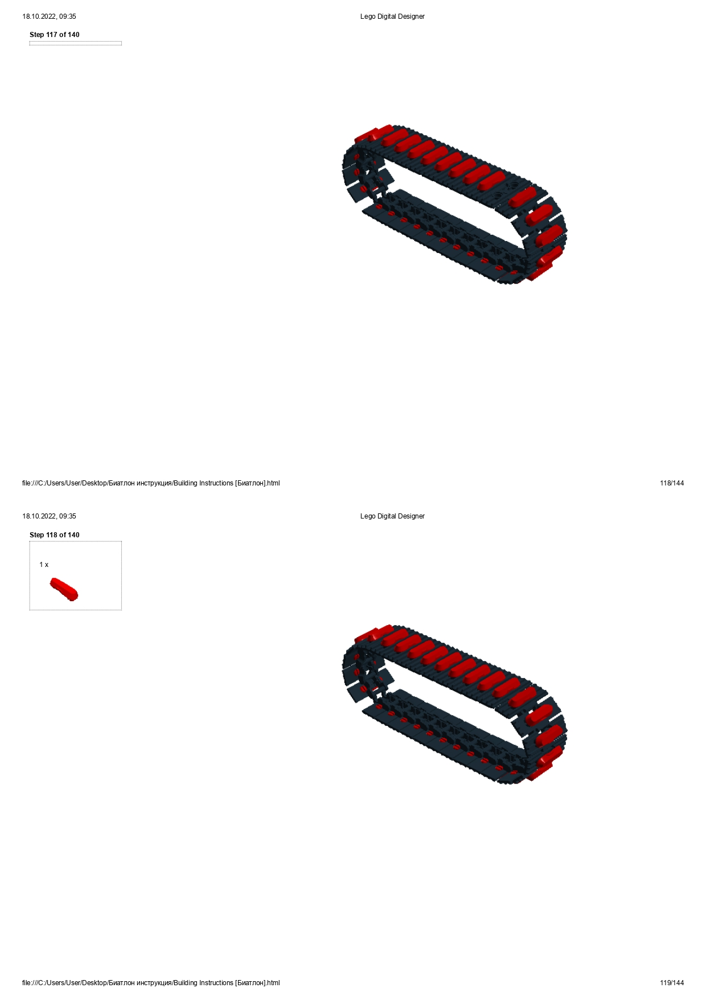 18.10.2022, 09:35
Lego Digital Designer
Step 117 of 140
file:///C:/Users/User/Desktop/Биатлон инструкция/Building Instructions [Биатлон].html
118/144
18.10.2022, 09:35
Lego Digital Designer
Step 118 of 140
1 x
file:///C:/Users/User/Desktop/Биатлон инструкция/Building Instructions [Биатлон].html
119/144